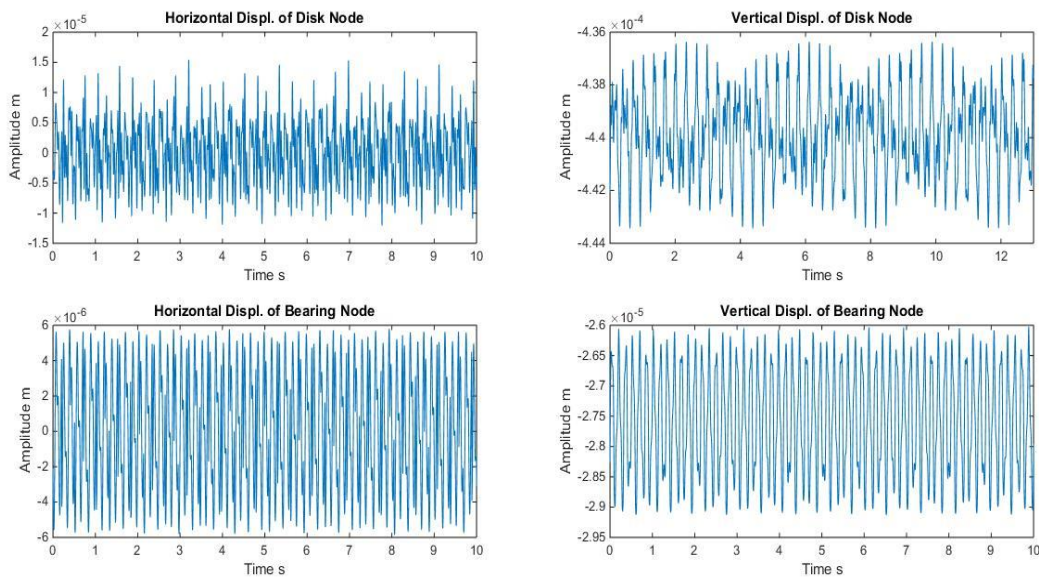 Horizontal Displ. of Disk Node
×10-5
2
1.5
1
0.5
0
-0.5
-1
-1.5
Amplitude m
0 1 2 3 4 5 6 7 8 9 10
Time s
Vertical Displ. of Disk Node
×10-4
-4.36
-4.38
-4.4
-4.42
-4.44
Amplitude m
0 2 4 6 8 10 12
Time s
Horizontal Displ. of Bearing Node
×10-6
6
4
2
0
-2
-4
-6
Amplitude m
0 1 2 3 4 5 6 7 8 9 10
Time s
Vertical Displ. of Bearing Node
×10-5
-2.6
-2.65
-2.7
-2.75
-2.8
-2.85
-2.9
-2.95
Amplitude m
0 1 2 3 4 5 6 7 8 9 10
Time s